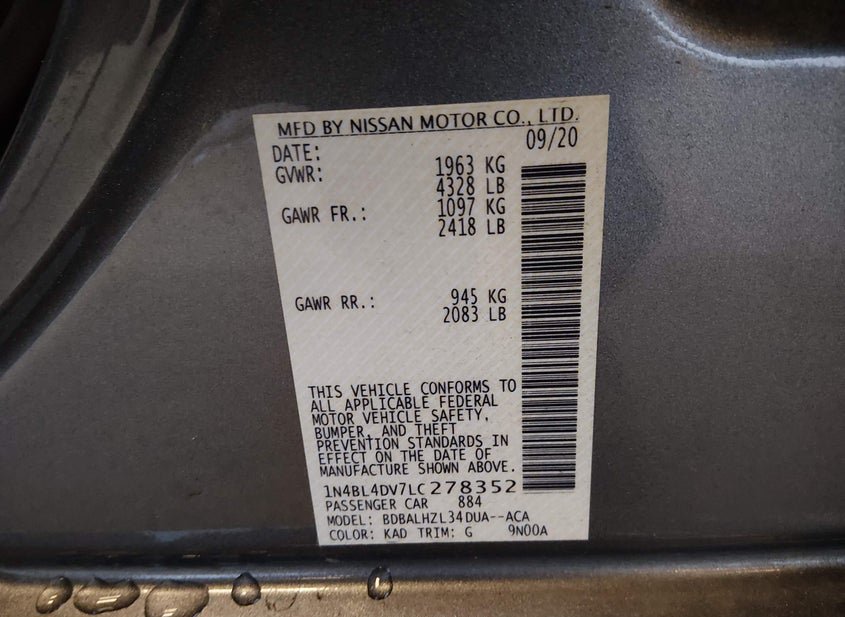 MFD BY NISSAN MOTOR CO., LTD.
DATE: 09/20
GVWR: 1963 KG
4328 LB
GAWR FR.: 1097 KG
2418 LB
GAWR RR.: 945 KG
2083 LB
THIS VEHICLE CONFORMS TO
ALL APPLICABLE FEDERAL
MOTOR VEHICLE SAFETY,
BUMPER, AND THEFT
PREVENTION STANDARDS IN
EFFECT ON THE DATE OF
MANUFACTURE SHOWN ABOVE.
1N4BL4DV7LC278352
PASSENGER CAR 884
MODEL: BDBALHZL34DUA--ACA
COLOR: KAD TRIM: G 9N00A